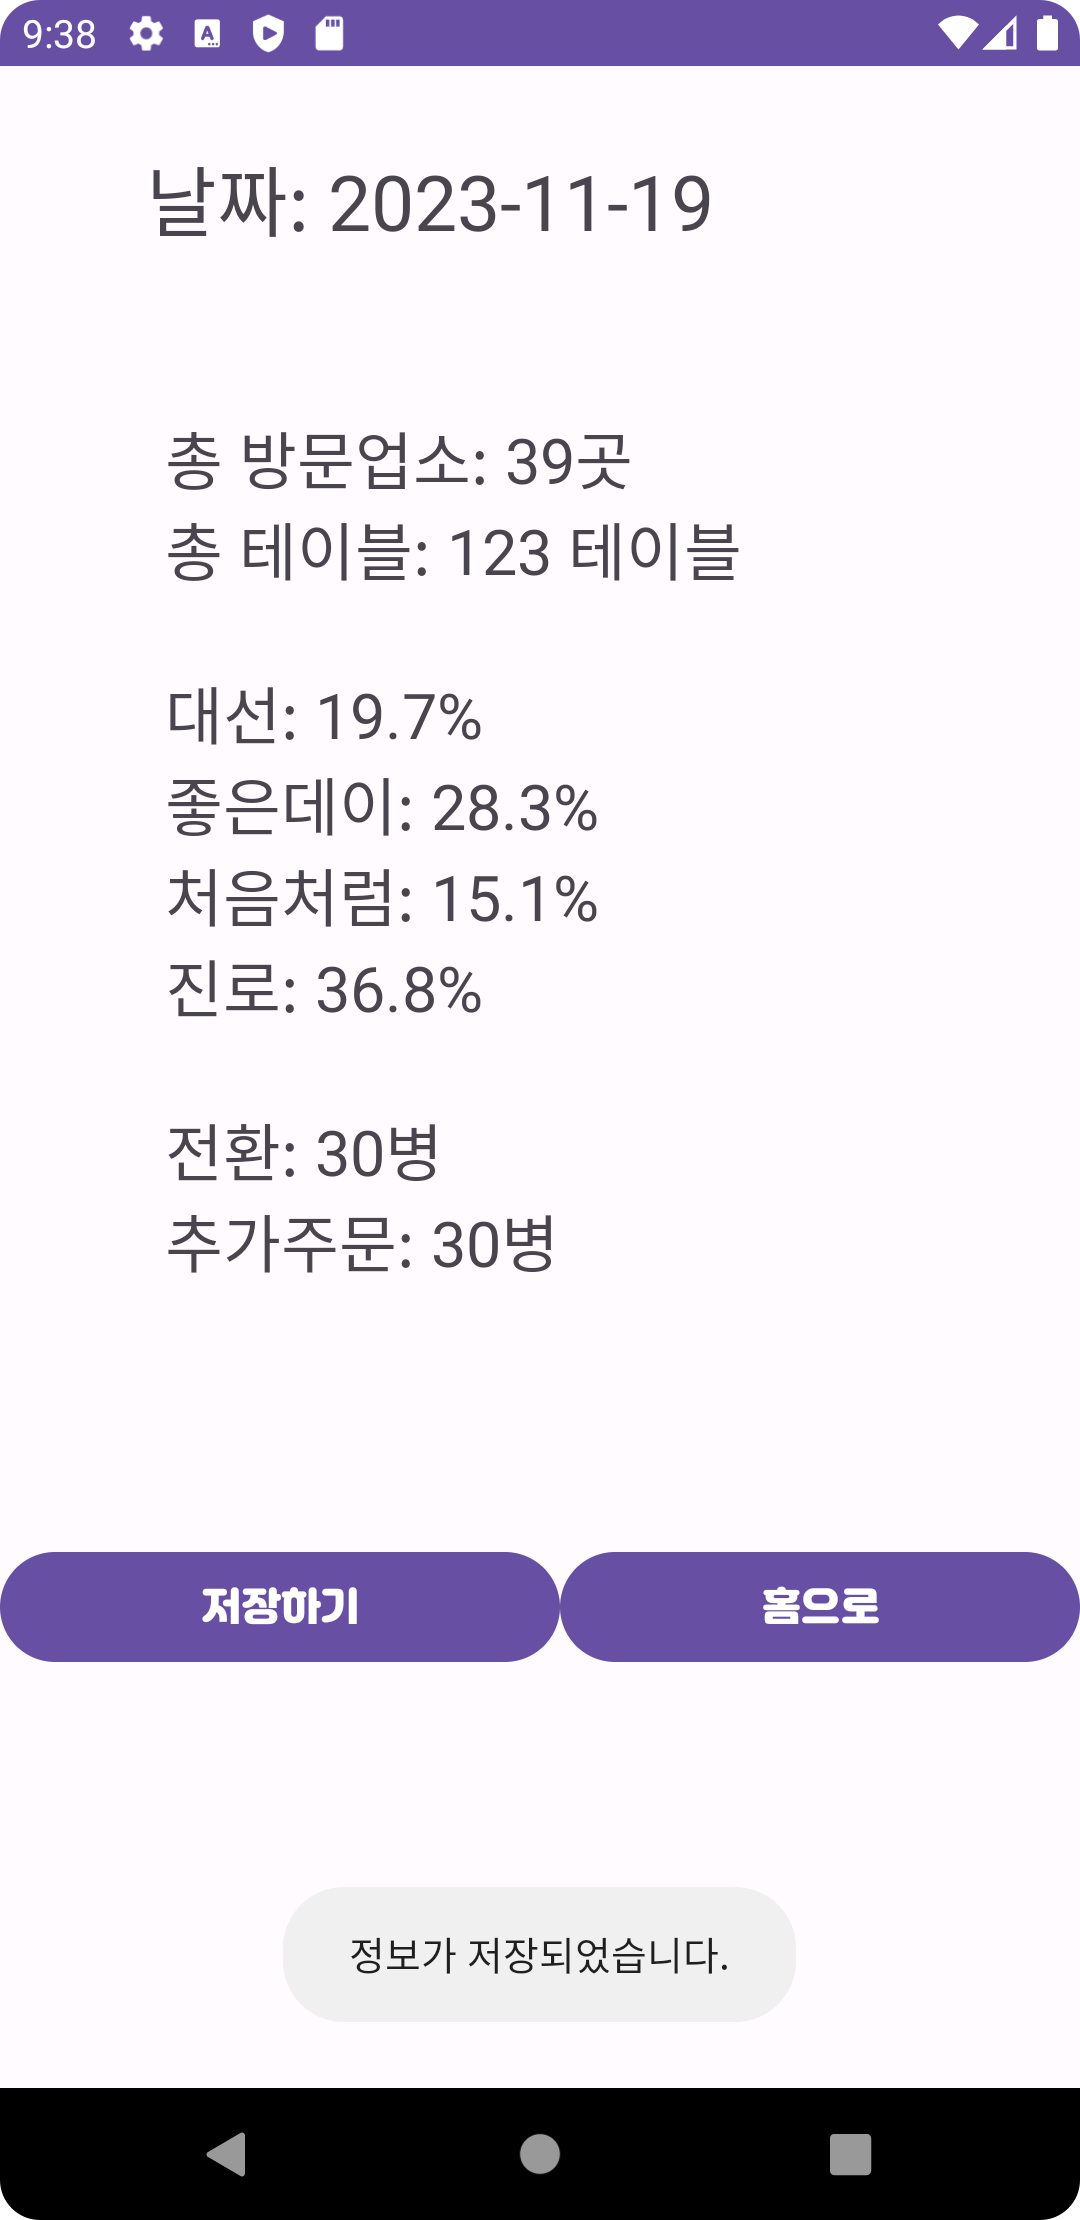 9:38
날짜: 2023-11-19
총 방문업소: 39곳
총 테이블: 123 테이블
대선: 19.7%
좋은데이: 28.3%
처음처럼: 15.1%
진로: 36.8%
전환: 30병
추가주문: 30병
저장하기 홈으로
정보가 저장되었습니다.